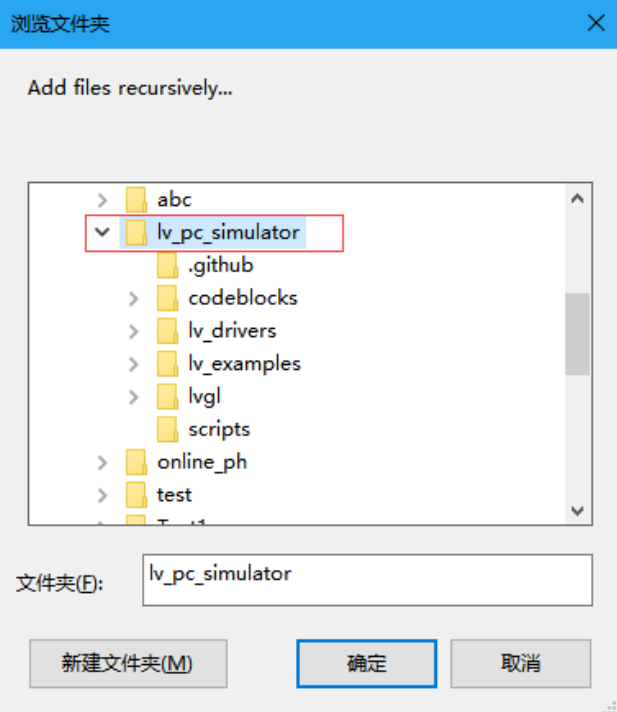 浏览文件夹
Add files recursively...
abc
lv_pc_simulator
.github
codeblocks
lv_drivers
lv_examples
lvgl
scripts
online_ph
test
文件夹(F):
lv_pc_simulator
新建文件夹(M)
确定
取消